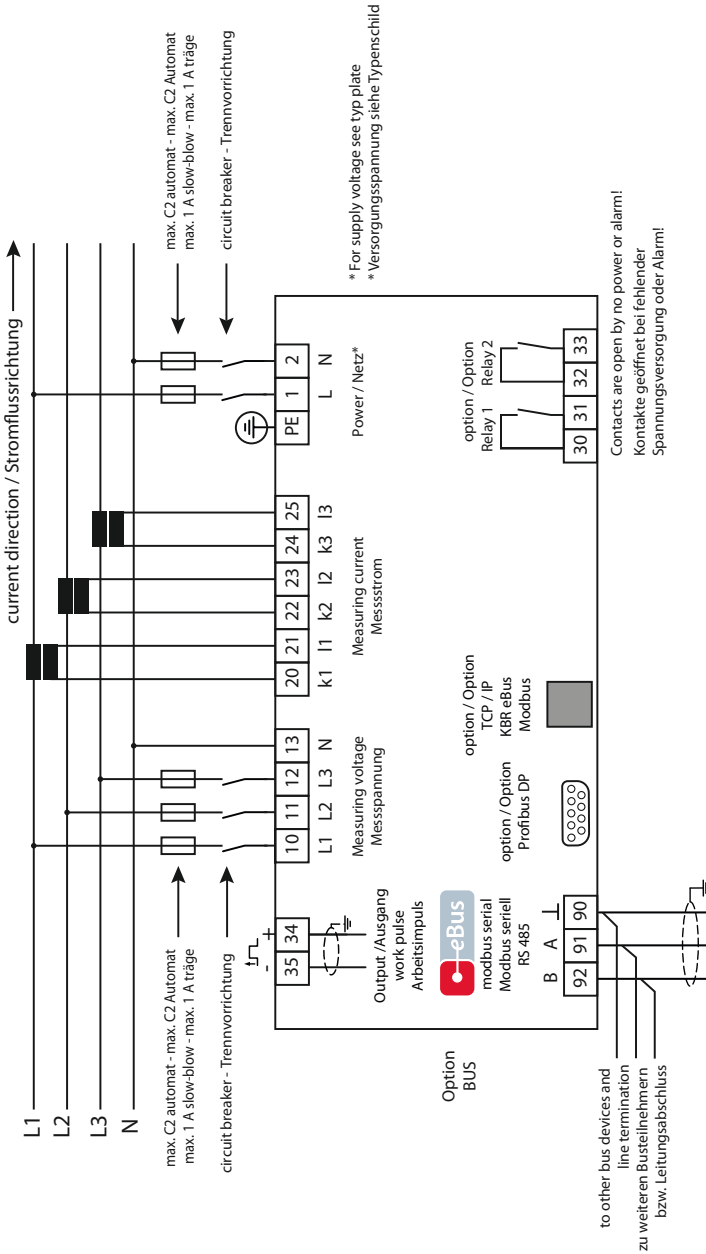 current direction / Stromflussrichtung
L1
L2
L3
N
max. C2 automat - max. C2 Automat
max. 1 A slow-blow - max. 1 A träge
circuit breaker - Trennvorrichtung
max. C2 automat - max. C2 Automat
max. 1 A slow-blow - max. 1 A träge
circuit breaker - Trennvorrichtung
- +
35 34
Output /Ausgang
work pulse
Arbeitsimpuls
10 11 12 13
L1 L2 L3 N
Measuring voltage
Messspannung
20 21 22 23 24 25
k1 l1 k2 l2 k3 l3
Measuring current
Messsstrom
PE 1 2
L N
Power / Netz*
* For supply voltage see typ plate
* Versorgungsspannung siehe Typenschild
Option
BUS
eBus
modbus serial
Modbus seriell
RS 485
B A
92 91 90
option / Option
Profibus DP
option / Option
TCP / IP
KBR eBus
Modbus
option / Option
Relay 1 Relay 2
30 31 32 33
Contacts are open by no power or alarm!
Kontakte geöffnet bei fehlender
Spannungsversorgung oder Alarm!
to other bus devices and
line termination
zu weiteren Busteilnehmern
bzw. Leitungsabschluss